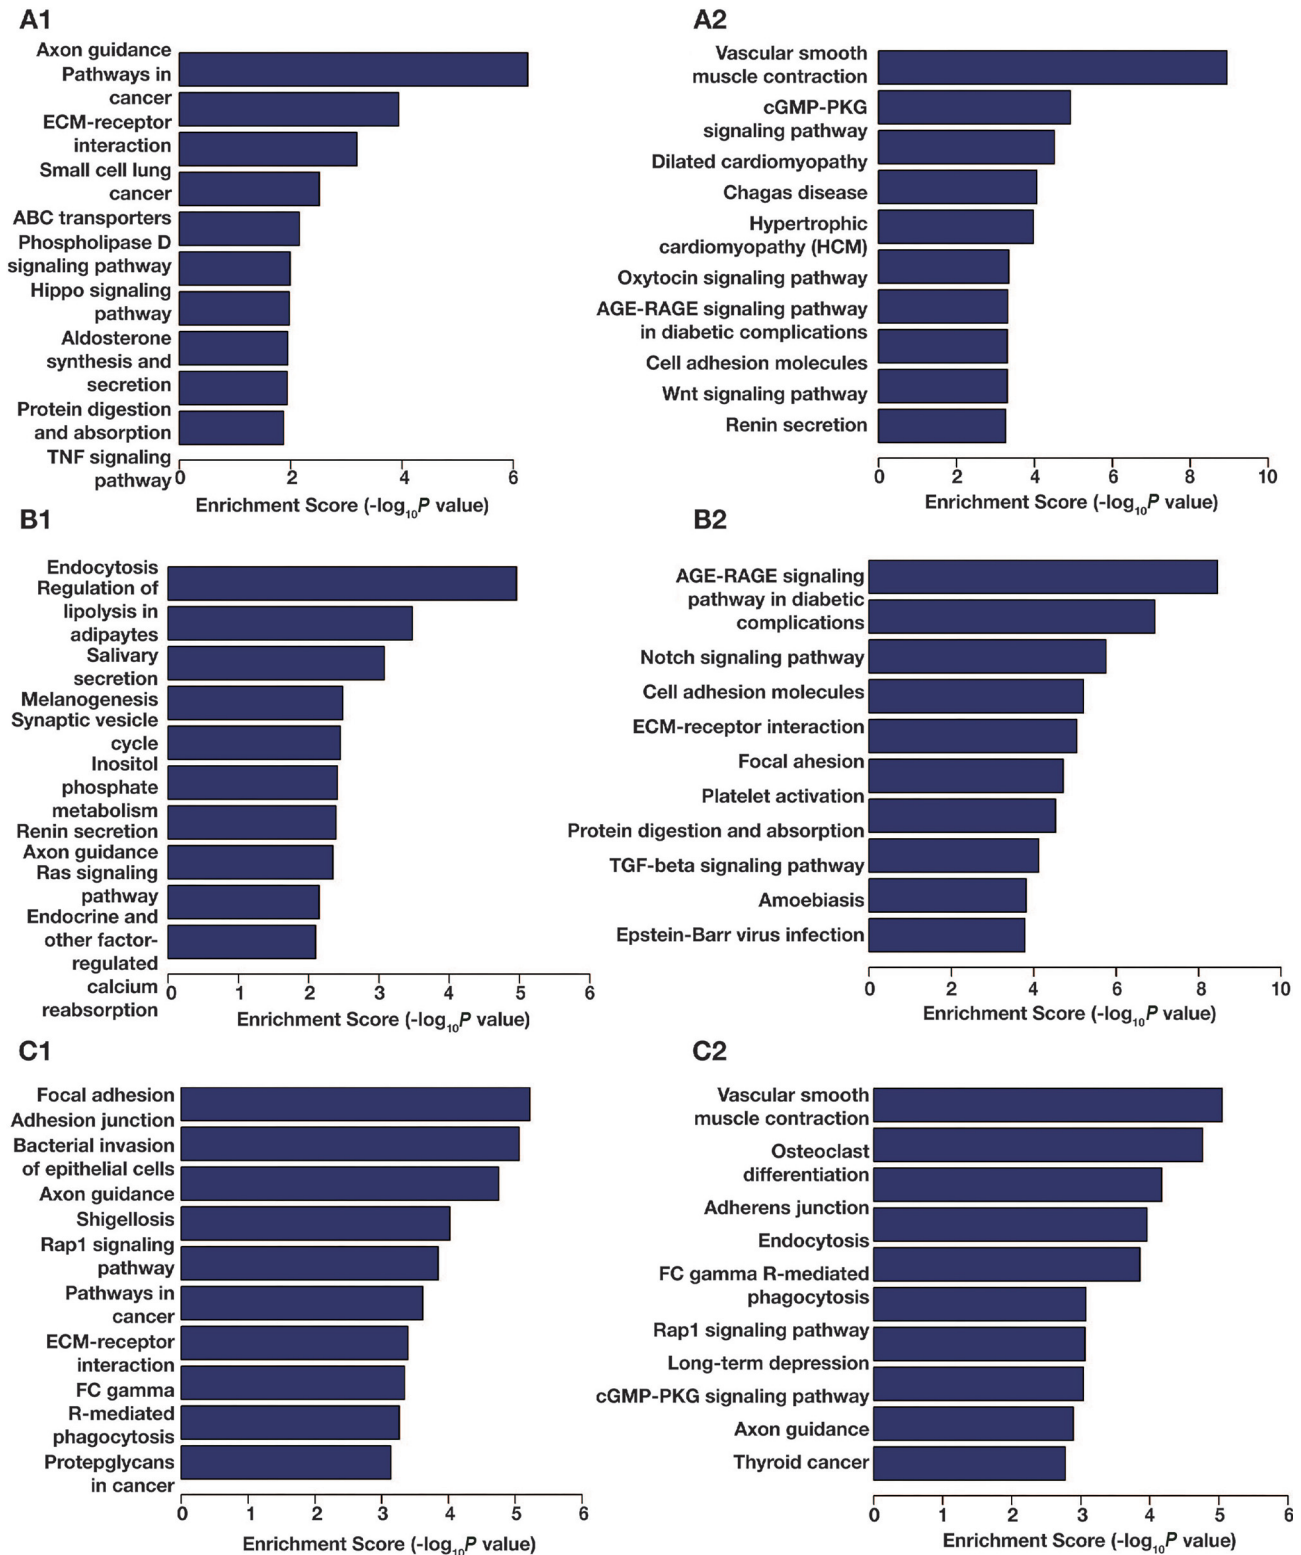 A1
Axon guidance
Pathways in
cancer
ECM-receptor
interaction
Small cell lung
cancer
ABC transporters
Phospholipase D
signaling pathway
Hippo signaling
pathway
Aldosterone
synthesis and
secretion
Protein digestion
and absorption
TNF signaling
pathway
0 2 4 6
Enrichment Score (-log10P value)
A2
Vascular smooth
muscle contraction
cGMP-PKG
signaling pathway
Dilated cardiomyopathy
Chagas disease
Hypertrophic
cardiomyopathy (HCM)
Oxytocin signaling pathway
AGE-RAGE signaling pathway
in diabetic complications
Cell adhesion molecules
Wnt signaling pathway
Renin secretion
0 2 4 6 8 10
Enrichment Score (-log10P value)
B1
Endocytosis
Regulation of
lipolysis in
adipaytes
Salivary
secretion
Melanogenesis
Synaptic vesicle
cycle
Inositol
phosphate
metabolism
Renin secretion
Axon guidance
Ras signaling
pathway
Endocrine and
other factor-
regulated
calcium
reabsorption
0 1 2 3 4 5 6
Enrichment Score (-log10P value)
B2
AGE-RAGE signaling
pathway in diabetic
complications
Notch signaling pathway
Cell adhesion molecules
ECM-receptor interaction
Focal ahesion
Platelet activation
Protein digestion and absorption
TGF-beta signaling pathway
Amoebiasis
Epstein-Barr virus infection
0 2 4 6 8 10
Enrichment Score (-log10P value)
C1
Focal adhesion
Adhesion junction
Bacterial invasion
of epithelial cells
Axon guidance
Shigellosis
Rap1 signaling
pathway
Pathways in
cancer
ECM-receptor
interaction
FC gamma
R-mediated
phagocytosis
Protepglycans
in cancer
0 1 2 3 4 5 6
Enrichment Score (-log10P value)
C2
Vascular smooth
muscle contraction
Osteoclast
differentiation
Adherens junction
Endocytosis
FC gamma R-mediated
phagocytosis
Rap1 signaling pathway
Long-term depression
cGMP-PKG signaling pathway
Axon guidance
Thyroid cancer
0 1 2 3 4 5 6
Enrichment Score (-log10P value)